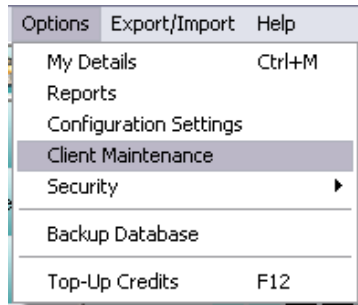 Options Export/Import Help
My Details Ctrl+M
Reports
Configuration Settings
Client Maintenance
Security
Backup Database
Top-Up Credits F12